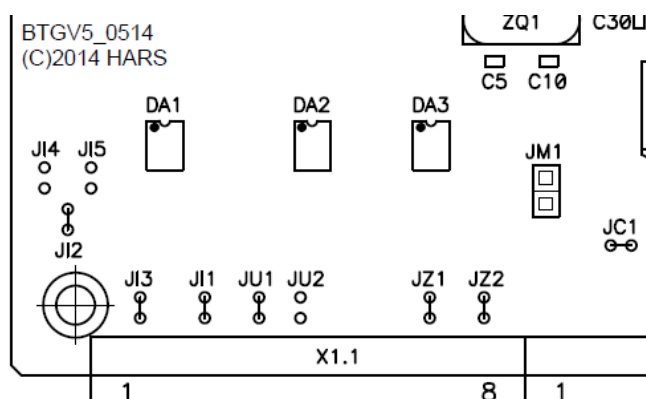 BTGV5_0514
(C)2014 HARS
ZQ1
C30
C5
C10
DA1
DA2
DA3
JI4
JI5
JM1
JI2
JC1
JI3
JI1
JU1
JU2
JZ1
JZ2
X1.1
1
8
1